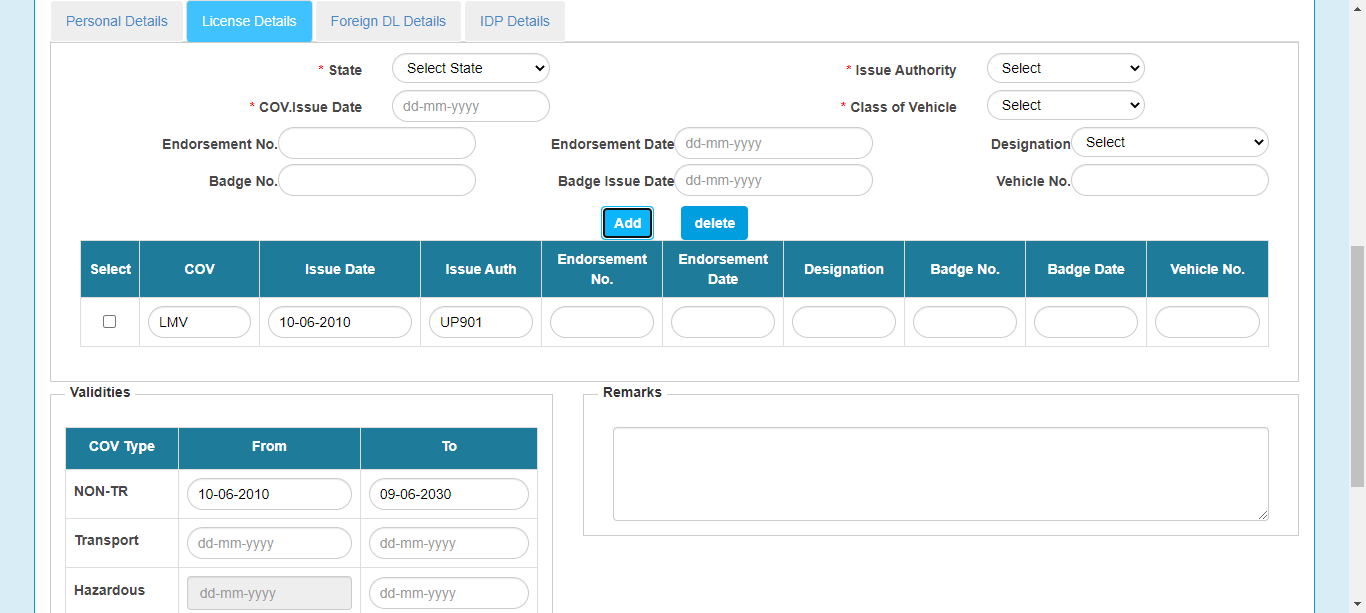 Personal Details License Details Foreign DL Details IDP Details
* State Select State * Issue Authority Select
* COV.Issue Date dd-mm-yyyy * Class of Vehicle Select
Endorsement No. Endorsement Date dd-mm-yyyy Designation Select
Badge No. Badge Issue Date dd-mm-yyyy Vehicle No.
Add delete
Select COV Issue Date Issue Auth Endorsement No. Endorsement Date Designation Badge No. Badge Date Vehicle No.
LMV 10-06-2010 UP901
Validities Remarks
COV Type From To
NON-TR 10-06-2010 09-06-2030
Transport dd-mm-yyyy dd-mm-yyyy
Hazardous dd-mm-yyyy dd-mm-yyyy